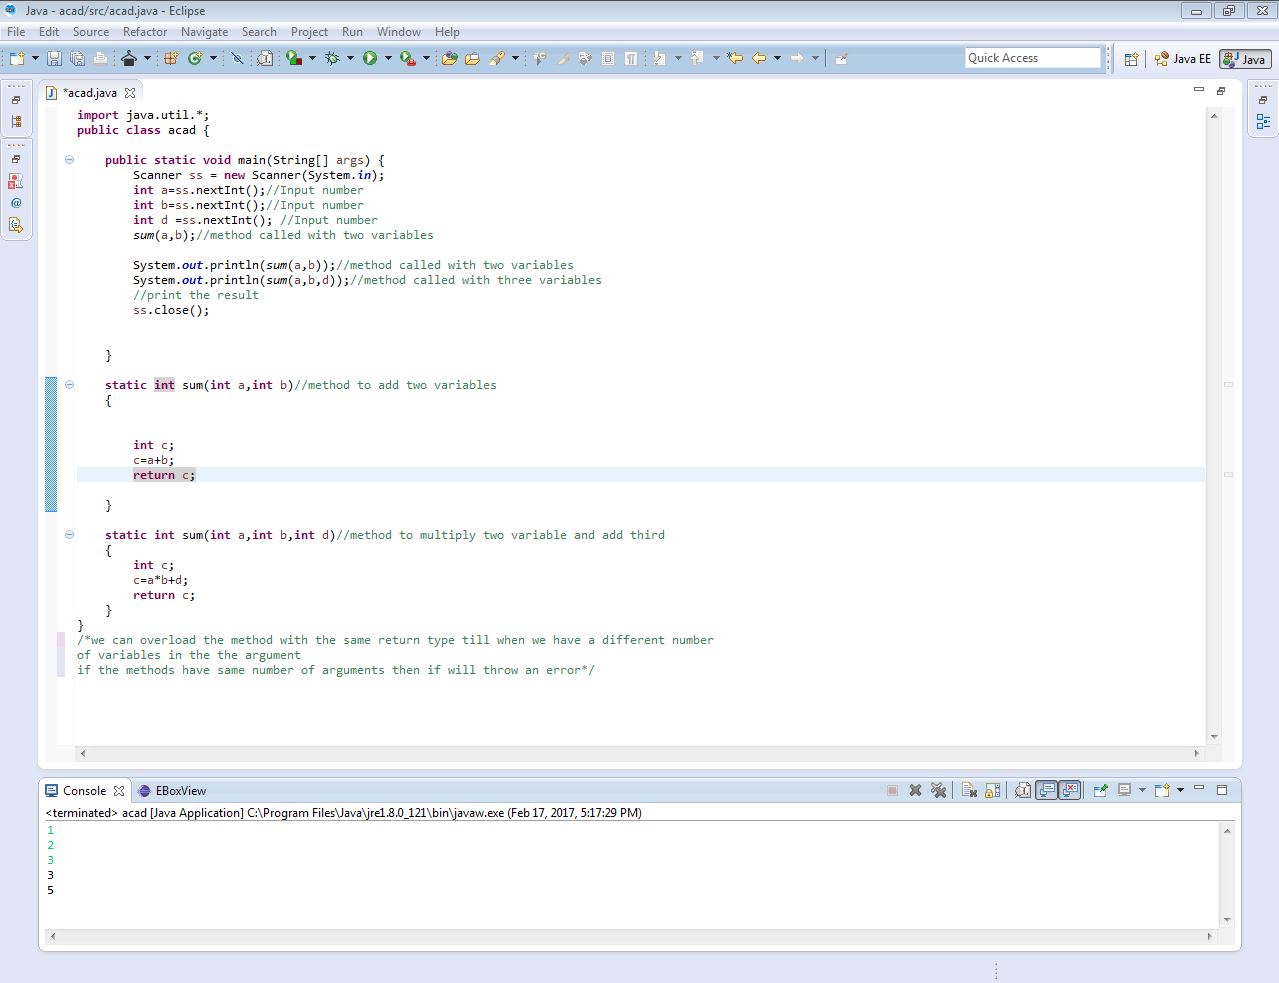 Java - acad/src/acad.java - Eclipse
File Edit Source Refactor Navigate Search Project Run Window Help
Quick Access
Java EE
Java
*acad.java
import java.util.*;
public class acad {
public static void main(String[] args) {
Scanner ss = new Scanner(System.in);
int a=ss.nextInt();//Input number
int b=ss.nextInt();//Input number
int d =ss.nextInt(); //Input number
sum(a,b);//method called with two variables
System.out.println(sum(a,b));//method called with two variables
System.out.println(sum(a,b,d));//method called with three variables
//print the result
ss.close();
}
static int sum(int a,int b)//method to add two variables
{
int c;
c=a+b;
return c;
}
static int sum(int a,int b,int d)//method to multiply two variable and add third
{
int c;
c=a*b+d;
return c;
}
}
/*we can overload the method with the same return type till when we have a different number
of variables in the the argument
if the methods have same number of arguments then if will throw an error*/
Console
EBoxView
<terminated> acad [Java Application] C:\Program Files\Java\jre1.8.0_121\bin\javaw.exe (Feb 17, 2017, 5:17:29 PM)
1
2
3
3
5